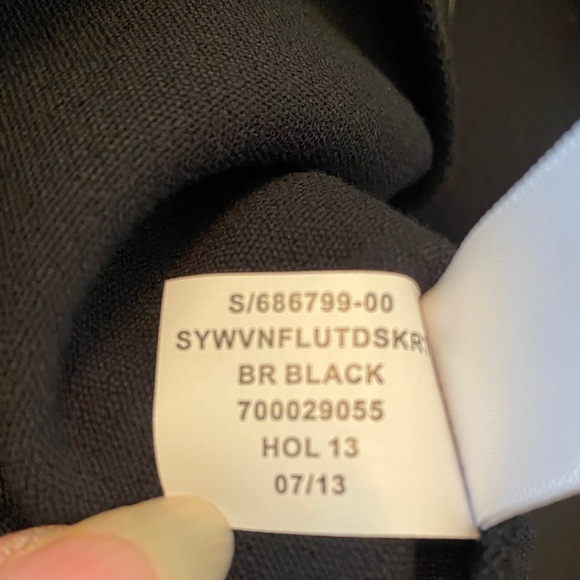 S/686799-00
SYWVNFLUTDSKRT
BR BLACK
700029055
HOL 13
07/13